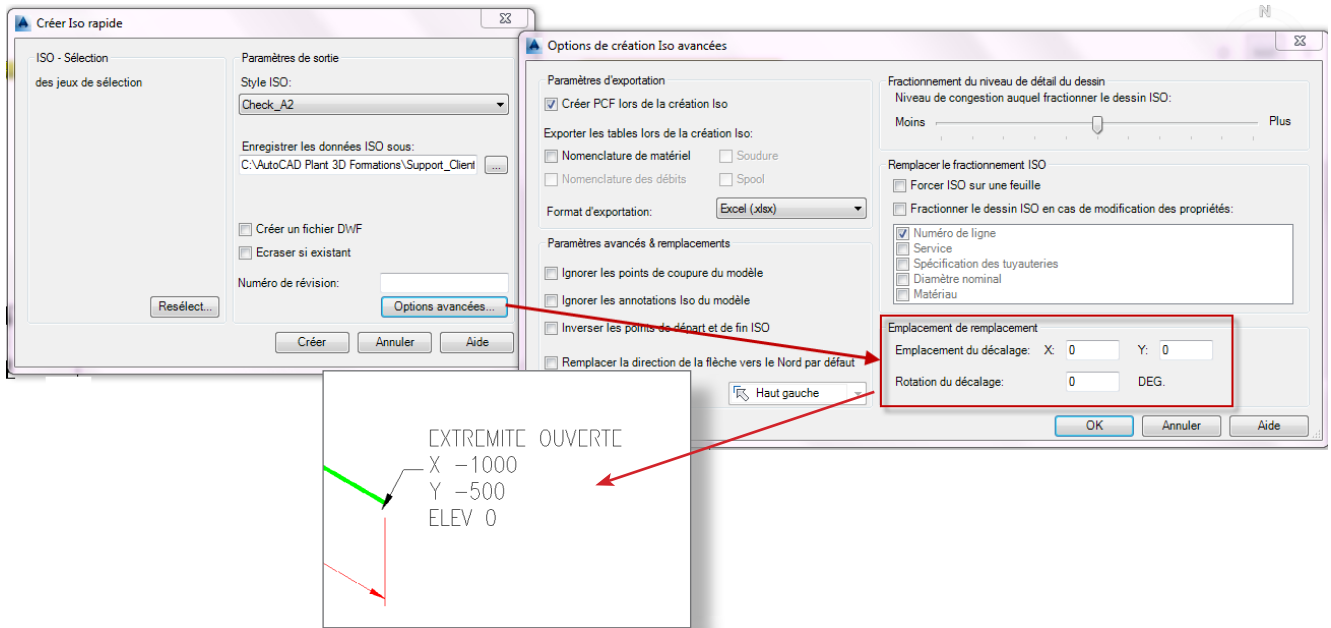 Créer Iso rapide
ISO - Sélection
des jeux de sélection
Resélect...
Paramètres de sortie
Style ISO:
Check_A2
Enregistrer les données ISO sous:
C:\AutoCAD Plant 3D Formations\Support_Client
...
Créer un fichier DWF
Ecraser si existant
Numéro de révision:
Options avancées...
Créer Annuler Aide
N
Options de création Iso avancées
Paramètres d'exportation
Créer PCF lors de la création Iso
Exporter les tables lors de la création Iso:
Nomenclature de matériel Soudure
Nomenclature des débits Spool
Format d'exportation: Excel (.xlsx)
Paramètres avancés & remplacements
Ignorer les points de coupure du modèle
Ignorer les annotations Iso du modèle
Inverser les points de départ et de fin ISO
Remplacer la direction de la flèche vers le Nord par défaut
Haut gauche
Fractionnement du niveau de détail du dessin
Niveau de congestion auquel fractionner le dessin ISO:
Moins Plus
Remplacer le fractionnement ISO
Forcer ISO sur une feuille
Fractionner le dessin ISO en cas de modification des propriétés:
Numéro de ligne
Service
Spécification des tuyauteries
Diamètre nominal
Matériau
Emplacement de remplacement
Emplacement du décalage: X: 0 Y: 0
Rotation du décalage: 0 DEG.
OK Annuler Aide
EXTREMITE OUVERTE
X -1000
Y -500
ELEV 0